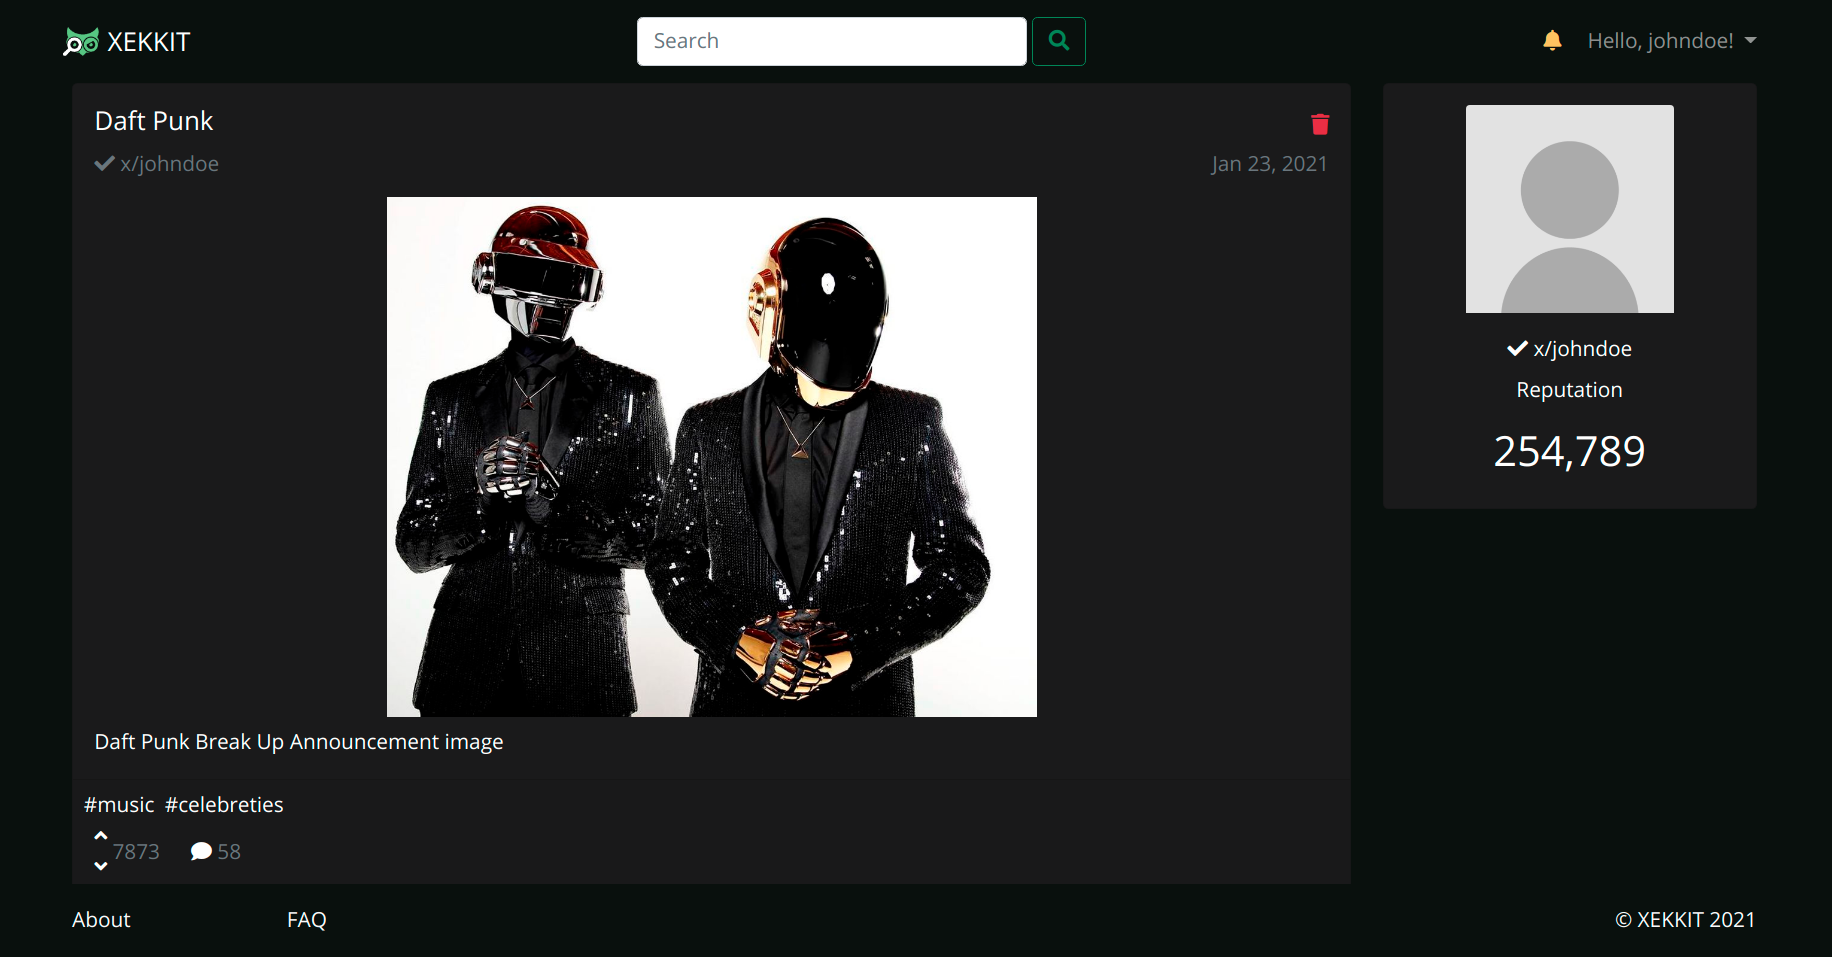 XEKKIT
Search
Hello, johndoe!
Daft Punk
x/johndoe
Jan 23, 2021
Daft Punk Break Up Announcement image
#music #celebreties
7873
58
x/johndoe
Reputation
254,789
About
FAQ
© XEKKIT 2021